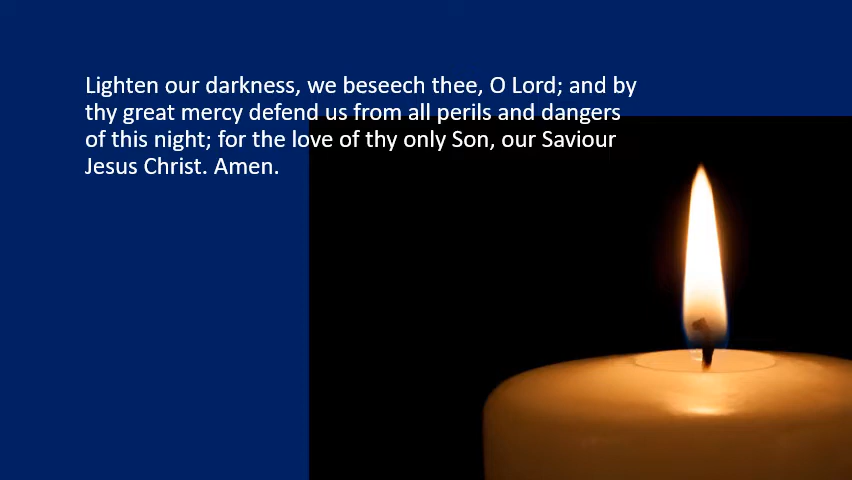 Lighten our darkness, we beseech thee, O Lord; and by
thy great mercy defend us from all perils and dangers
of this night; for the love of thy only Son, our Saviour
Jesus Christ. Amen.